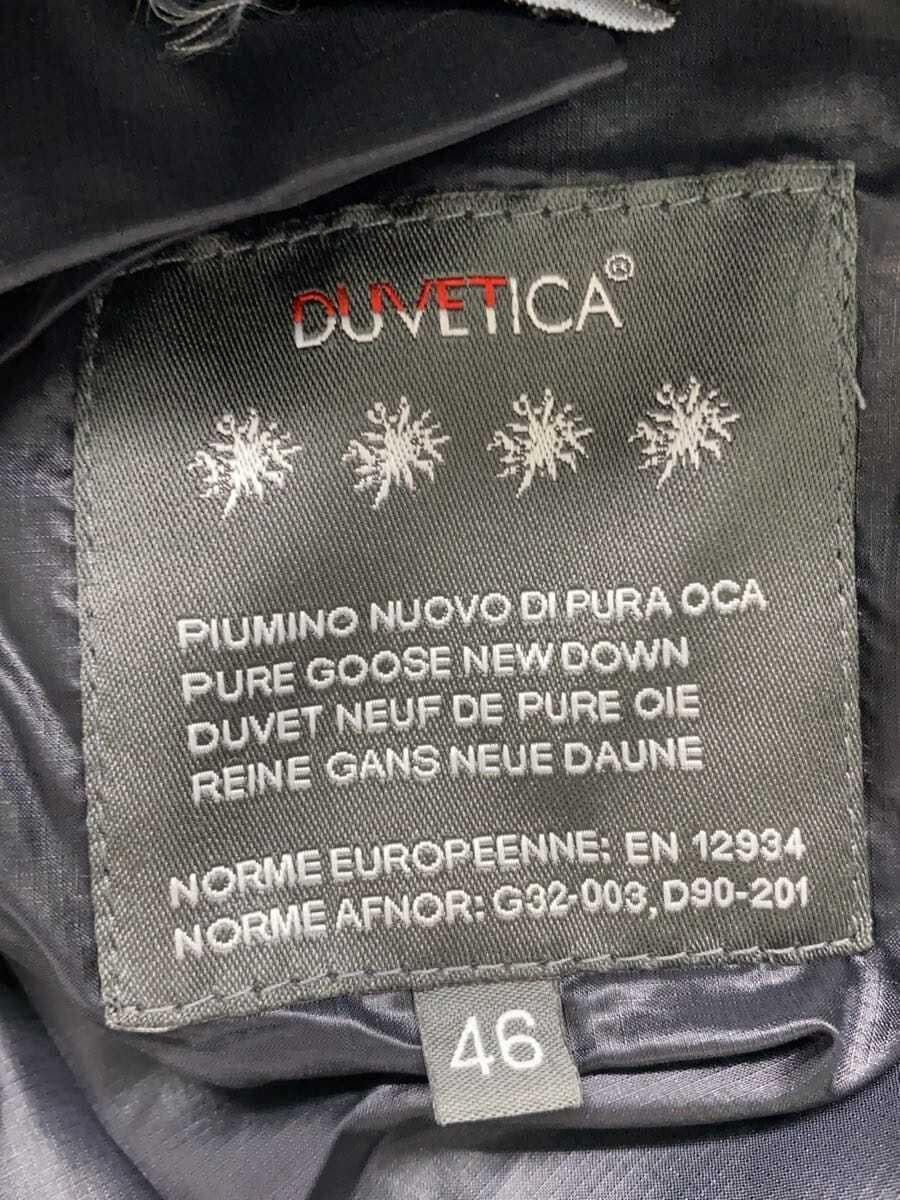 DUVETICA®
PIUMINO NUOVO DI PURA OCA
PURE GOOSE NEW DOWN
DUVET NEUF DE PURE OIE
REINE GANS NEUE DAUNE
NORME EUROPEENNE: EN 12934
NORME AFNOR: G32-003, D90-201
46